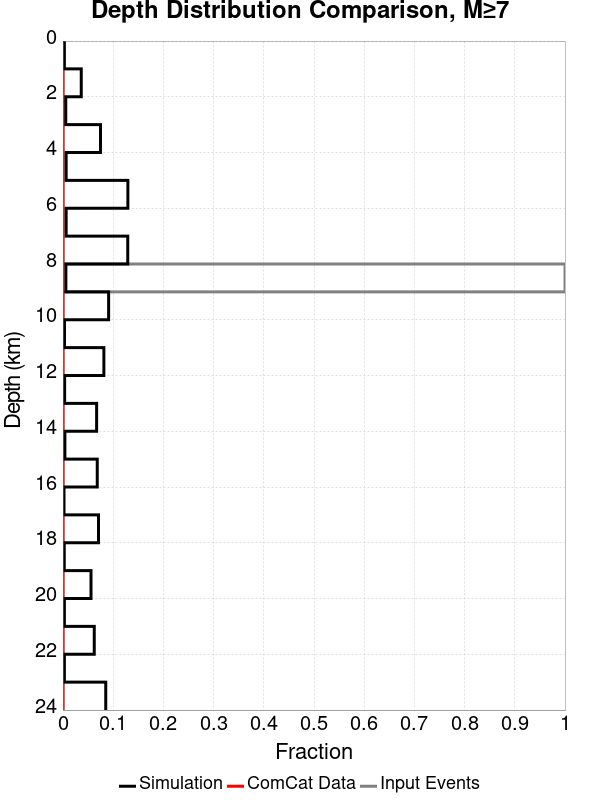 Depth Distribution Comparison, M≥7
0
2
4
6
8
10
12
14
16
18
20
22
24
Depth (km)
0 0.1 0.2 0.3 0.4 0.5 0.6 0.7 0.8 0.9 1
Fraction
Simulation ComCat Data Input Events